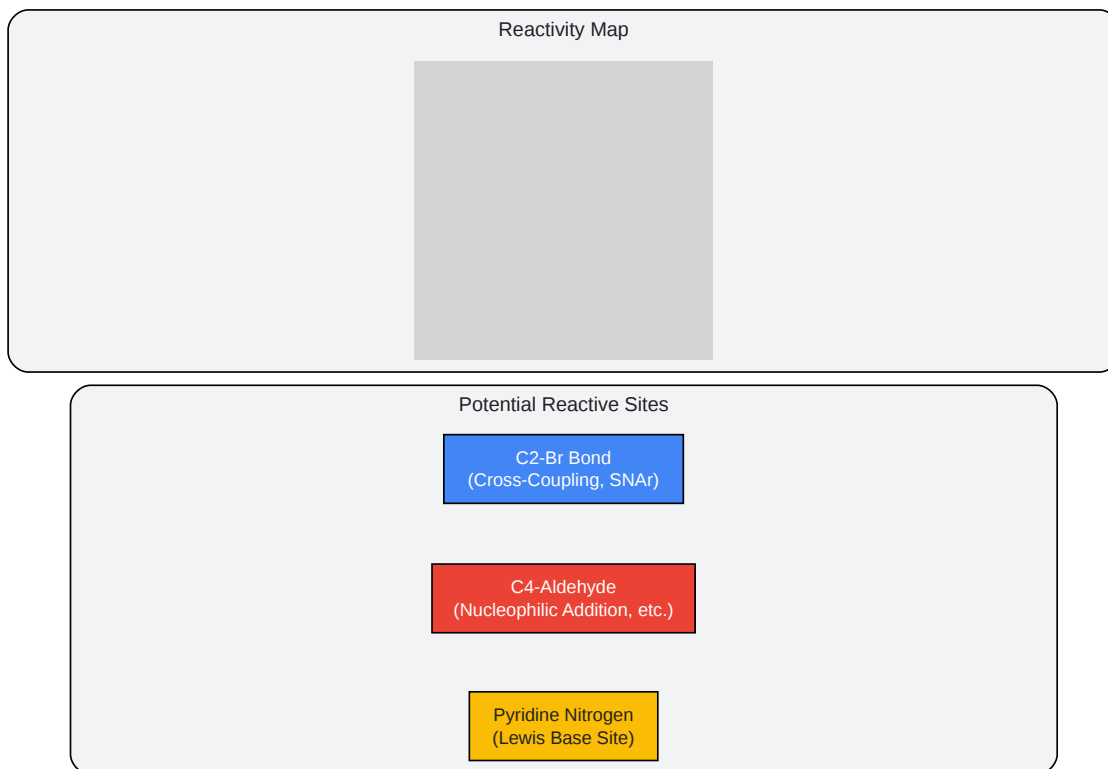 Reactivity Map
Potential Reactive Sites
C2-Br Bond
(Cross-Coupling, SNAr)
C4-Aldehyde
(Nucleophilic Addition, etc.)
Pyridine Nitrogen
(Lewis Base Site)